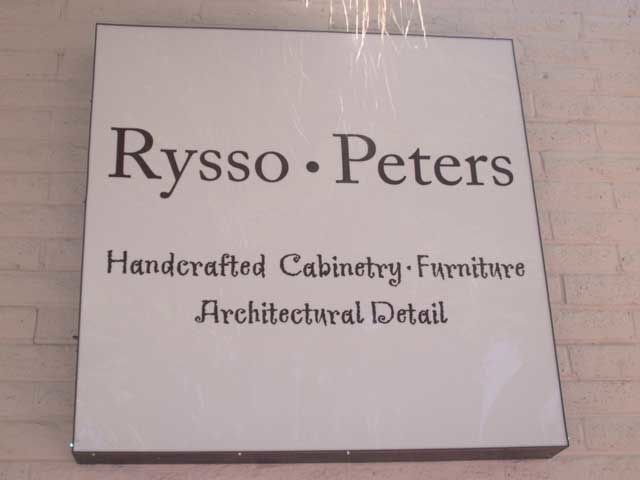 Rysso · Peters
Handcrafted Cabinetry · Furniture
Architectural Detail